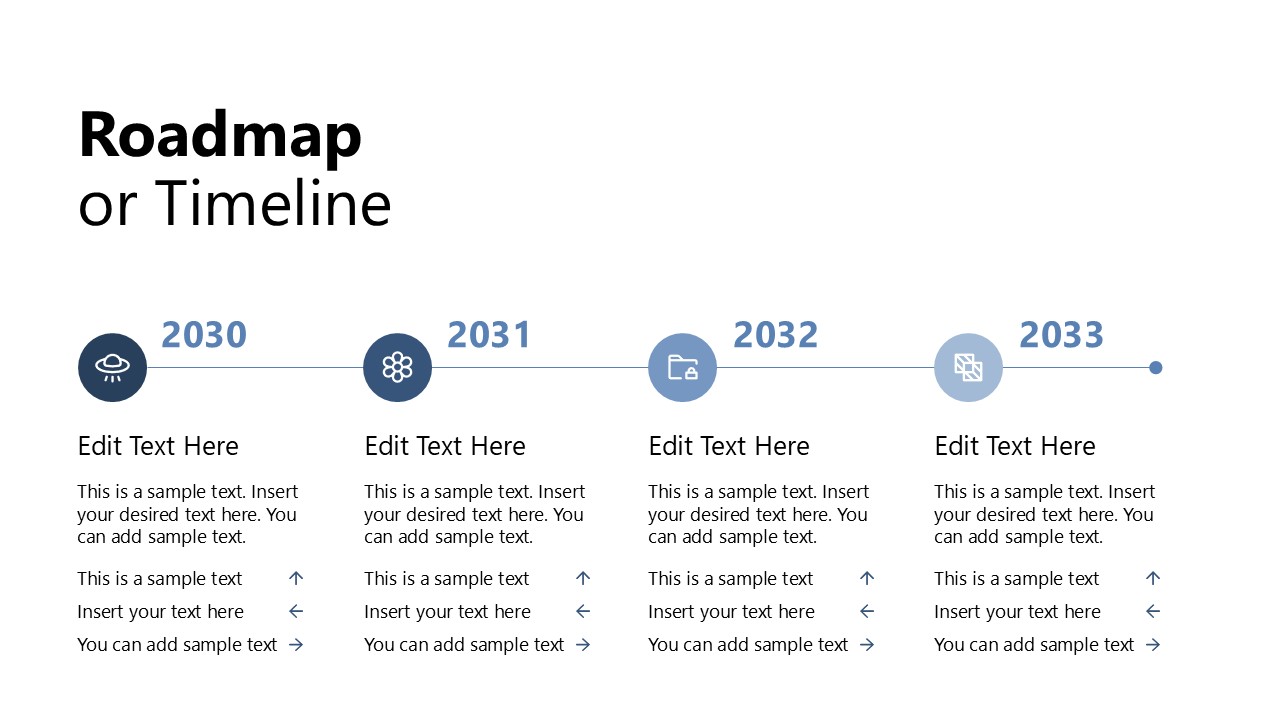 Roadmap
or Timeline
2030
Edit Text Here
This is a sample text. Insert
your desired text here. You
can add sample text.
This is a sample text
Insert your text here
You can add sample text
2031
Edit Text Here
This is a sample text. Insert
your desired text here. You
can add sample text.
This is a sample text
Insert your text here
You can add sample text
2032
Edit Text Here
This is a sample text. Insert
your desired text here. You
can add sample text.
This is a sample text
Insert your text here
You can add sample text
2033
Edit Text Here
This is a sample text. Insert
your desired text here. You
can add sample text.
This is a sample text
Insert your text here
You can add sample text